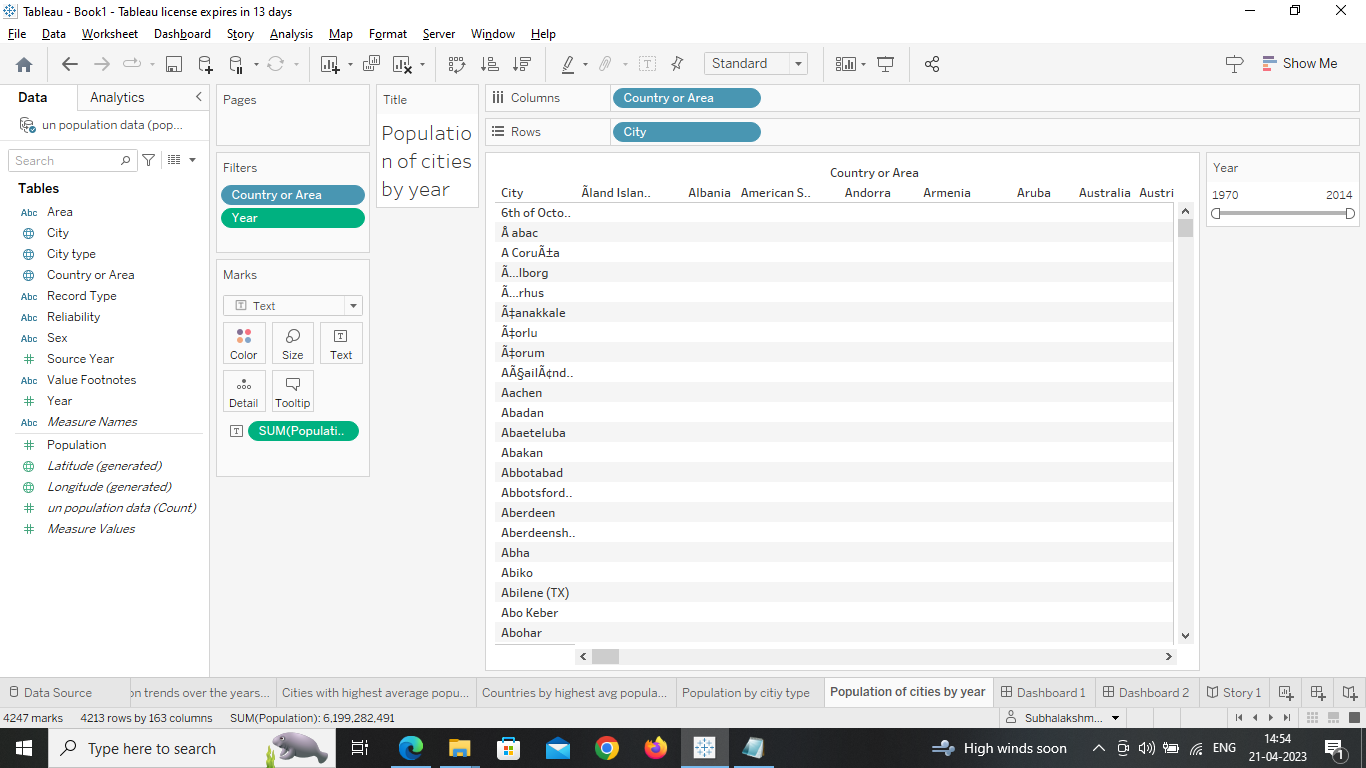 Tableau - Book1 - Tableau license expires in 13 days
File Data Worksheet Dashboard Story Analysis Map Format Server Window Help
Standard
Show Me
Data Analytics
un population data (pop...
Search
Tables
Abc Area
City
City type
Country or Area
Abc Record Type
Abc Reliability
Abc Sex
Source Year
Abc Value Footnotes
Year
Abc Measure Names
Population
Latitude (generated)
Longitude (generated)
un population data (Count)
Measure Values
Pages
Filters
Country or Area
Year
Marks
Text
Color Size Text
Detail Tooltip
SUM(Populati..
Title
Populatio
n of cities
by year
Columns Country or Area
Rows City
Country or Area
City Ãland Islan.. Albania American S.. Andorra Armenia Aruba Australia Austri
6th of Octo..
Â abac
A CoruÃ±a
Ã...lborg
Ã...rhus
Ã‡anakkale
Ã‡orlu
Ã‡orum
AÃ§ailÃ¢nd..
Aachen
Abadan
Abaeteluba
Abakan
Abbotabad
Abbotsford..
Aberdeen
Aberdeensh..
Abha
Abiko
Abilene (TX)
Abo Keber
Abohar
Year
1970 2014
Data Source
on trends over the years...
Cities with highest average popu...
Countries by highest avg popula...
Population by citiy type
Population of cities by year
Dashboard 1
Dashboard 2
Story 1
4247 marks 4213 rows by 163 columns SUM(Population): 6,199,282,491
Subhalakshm...
Type here to search
High winds soon
ENG
14:54
21-04-2023
1